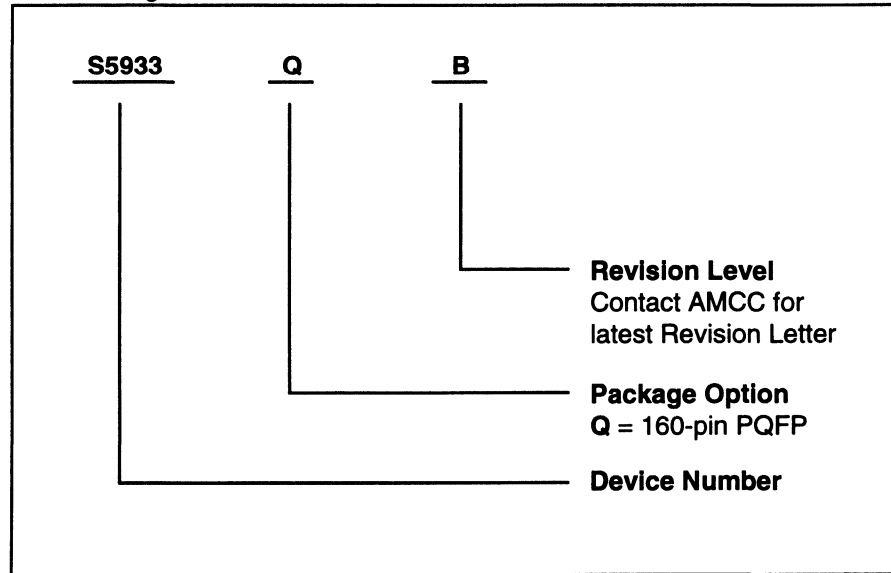 S5933 Q B
Revision Level
Contact AMCC for
latest Revision Letter
Package Option
Q = 160-pin PQFP
Device Number